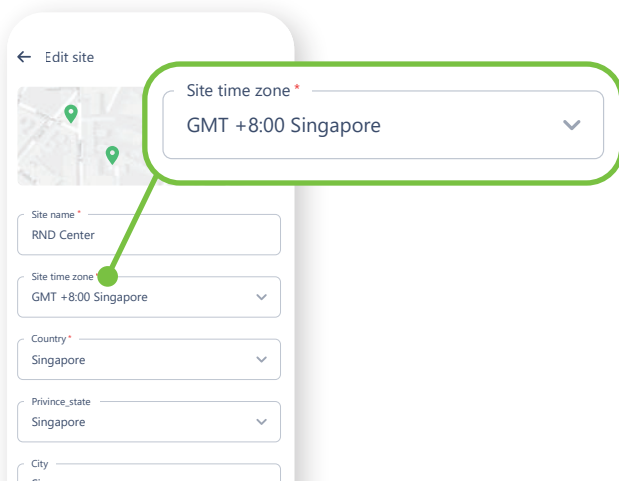 Edit site
Site time zone *
GMT +8:00 Singapore
Site name *
RND Center
Site time zone *
GMT +8:00 Singapore
Country *
Singapore
Privince_state
Singapore
City